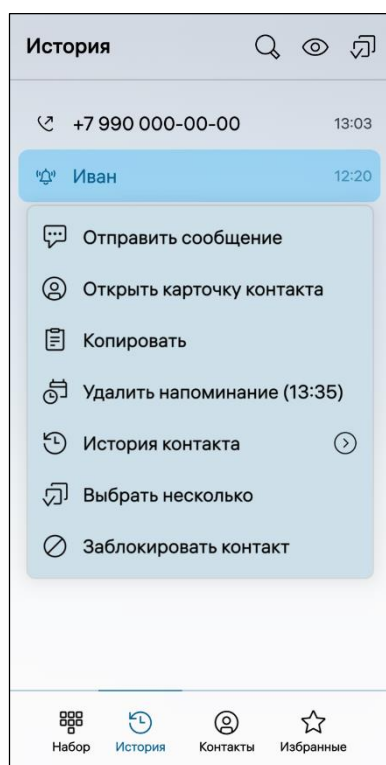 История
+7 990 000-00-00 13:03
Иван 12:20
Отправить сообщение
Открыть карточку контакта
Копировать
Удалить напоминание (13:35)
История контакта
Выбрать несколько
Заблокировать контакт
Набор История Контакты Избранные